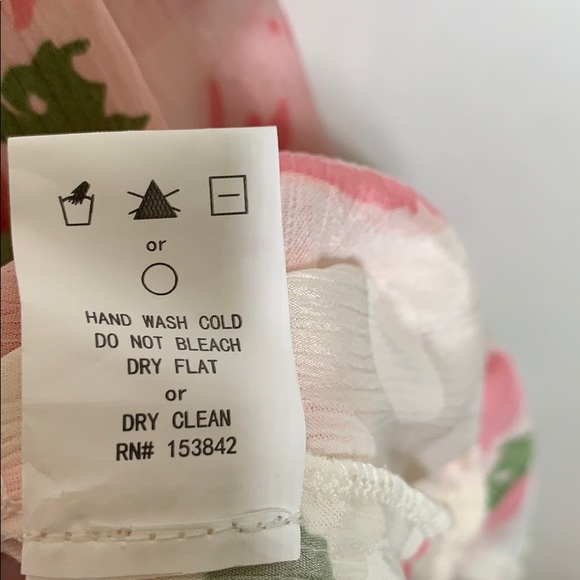 or
HAND WASH COLD
DO NOT BLEACH
DRY FLAT
or
DRY CLEAN
RN# 153842